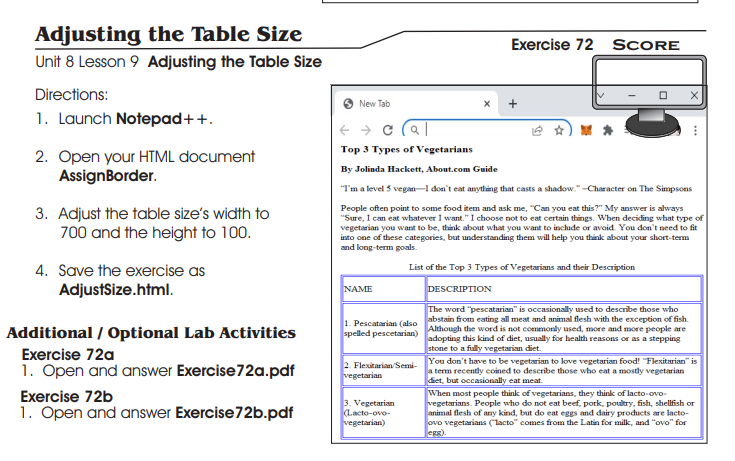 Adjusting the Table Size
Exercise 72 SCORE
Unit 8 Lesson 9 Adjusting the Table Size
Directions:
1. Launch Notepad++.
2. Open your HTML document
AssignBorder.
3. Adjust the table size's width to
700 and the height to 100.
4. Save the exercise as
AdjustSize.html.
Additional / Optional Lab Activities
Exercise 72a
1. Open and answer Exercise72a.pdf
Exercise 72b
1. Open and answer Exercise72b.pdf
New Tab
Top 3 Types of Vegetarians
By Jolinda Hackett, About.com Guide
"I'm a level 5 vegan—I don't eat anything that casts a shadow." –Character on The Simpsons
People often point to some food item and ask me, "Can you eat this?" My answer is always
"Sure, I can eat whatever I want." I choose not to eat certain things. When deciding what type of
vegetarian you want to be, think about what you want to include or avoid. You don't need to fit
into one of these categories, but understanding them will help you think about your short-term
and long-term goals.
List of the Top 3 Types of Vegetarians and their Description
NAME
DESCRIPTION
1. Pescatarian (also
spelled pescetarian)
The word "pescatarian" is occasionally used to describe those who
abstain from eating all meat and animal flesh with the exception of fish.
Although the word is not commonly used, more and more people are
adopting this kind of diet, usually for health reasons or as a stepping
stone to a fully vegetarian diet.
2. Flexitarian/Semi-
vegetarian
You don't have to be vegetarian to love vegetarian food! "Flexitarian" is
a term recently coined to describe those who eat a mostly vegetarian
diet, but occasionally eat meat.
3. Vegetarian
(Lacto-ovo-
vegetarian)
When most people think of vegetarians, they think of lacto-ovo-
vegetarians. People who do not eat beef, pork, poultry, fish, shellfish or
animal flesh of any kind, but do eat eggs and dairy products are lacto-
ovo vegetarians ("lacto" comes from the Latin for milk, and "ovo" for
egg).